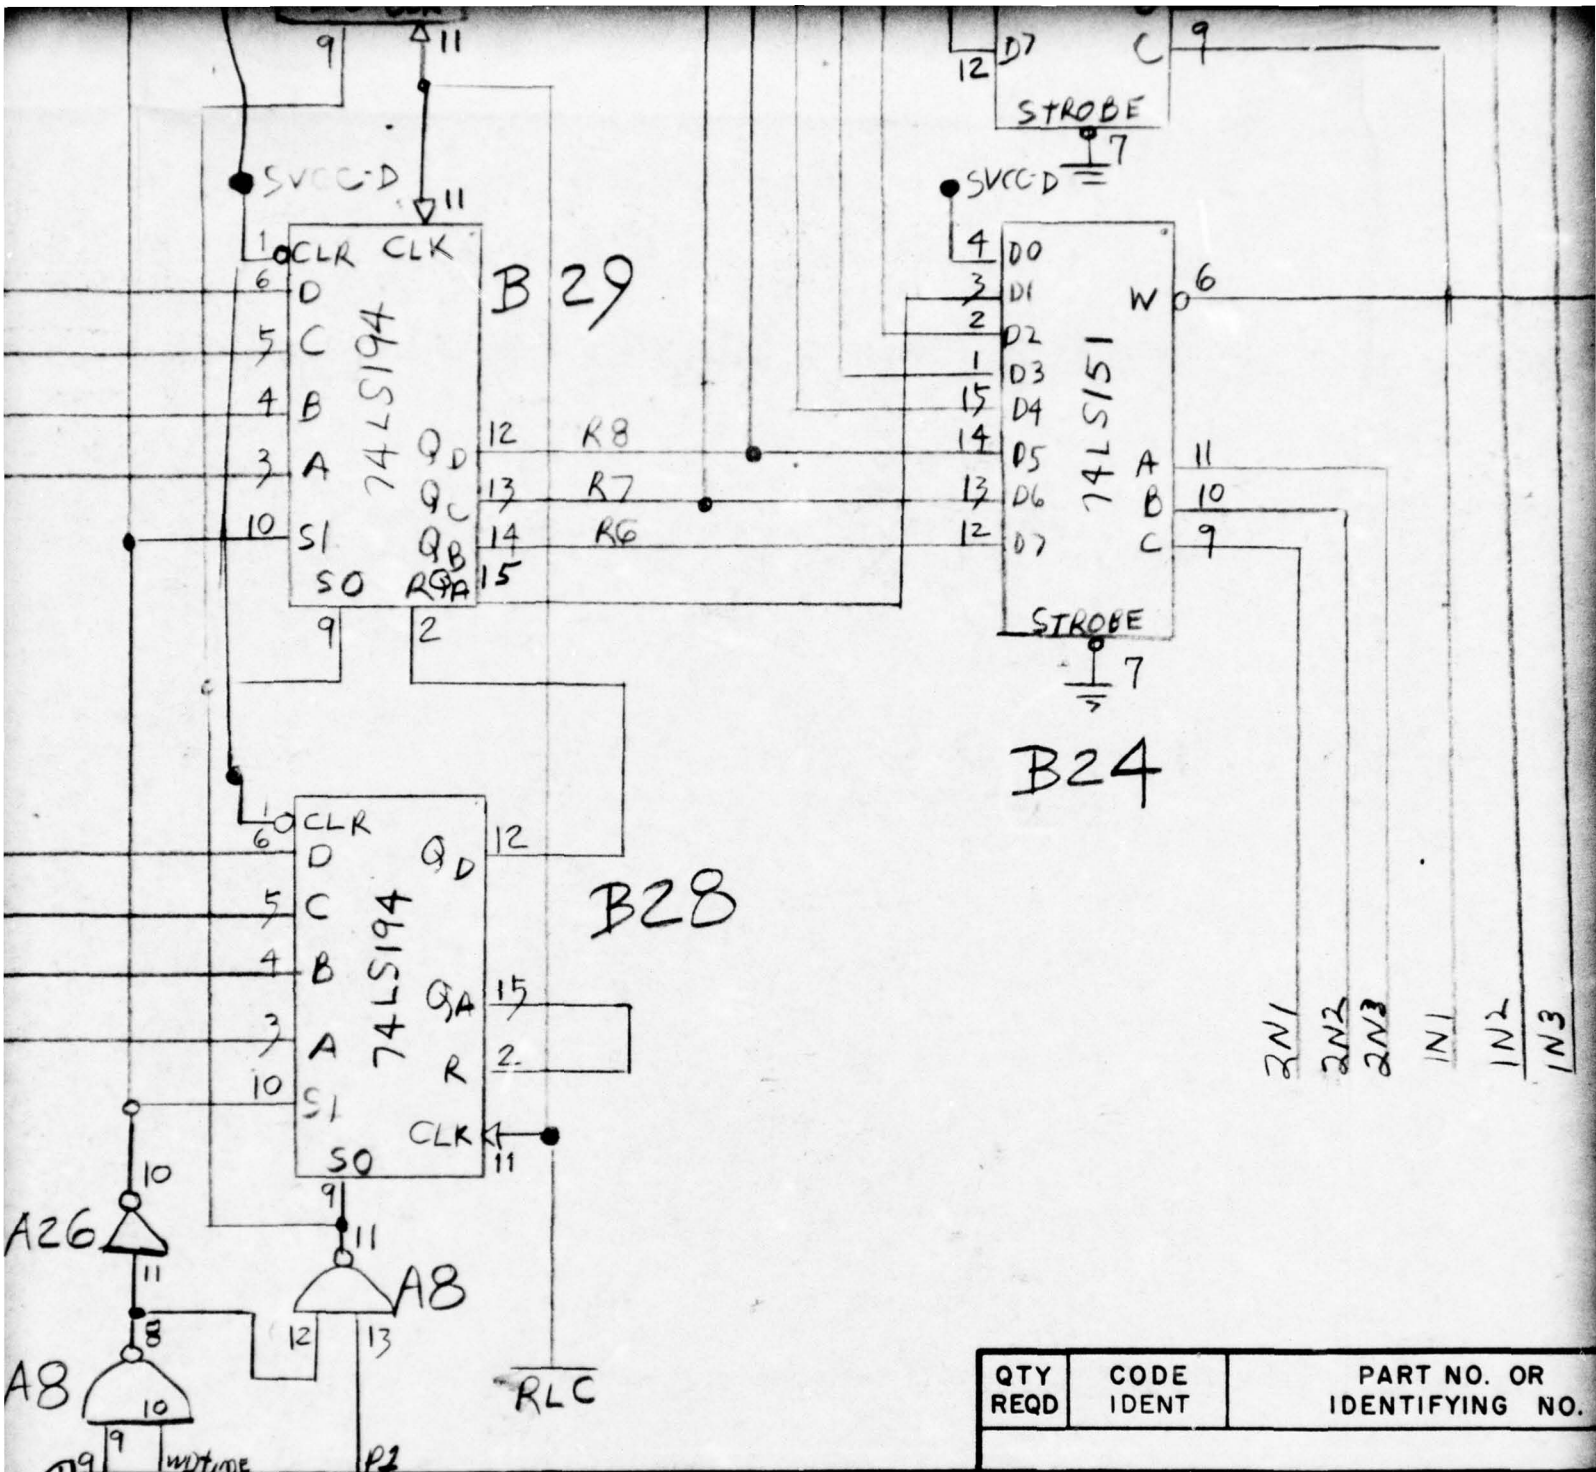 9 11
12 D7 C 9
STROBE
7
SVCC-D
11
SVCC-D
1 CLR CLK
6 D
5 C
4 B
3 A
10 S1
S0 R QA 15
9 2
74LS194
B 29
QD 12 R8
QC 13 R7
QB 14 R6
4 D0
3 D1
2 D2
1 D3
15 D4
14 D5
13 D6
12 D7
74LS151
W 6
A 11
B 10
C 9
STROBE
7
B24
1 CLR
6 D
5 C
4 B
3 A
10 S1
S0
9
74LS194
QD 12
QA 15
R 2
CLK
11
B28
2N1
2N2
2N3
1N1
1N2
1N3
10
A26
11
8
A8
10
9
9
11
A8
12 13
P2
RLC
QTY REQD
CODE IDENT
PART NO. OR IDENTIFYING NO.